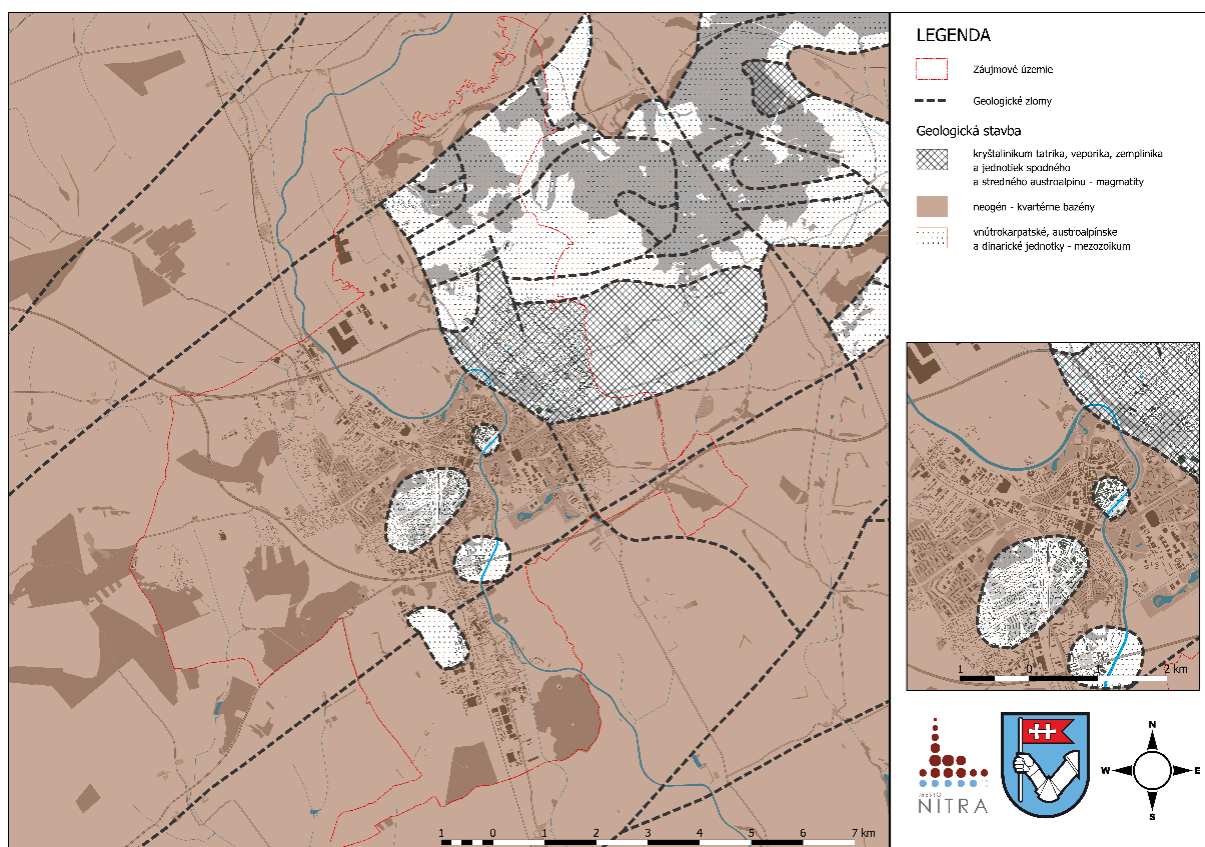 LEGENDA
Záujmové územie
Geologické zlomy
Geologická stavba
kryštalinikum tatrika, veporika, zemplinika
a jednotiek spodného
a stredného austroalpinu - magmatity
neogén - kvartérne bazény
vnútrokarpatské, austroalpínske
a dinarické jednotky - mezozoikum
1 0 1 2 km
MESTO
NITRA
N
W E
S
1 0 1 2 3 4 5 6 7 km